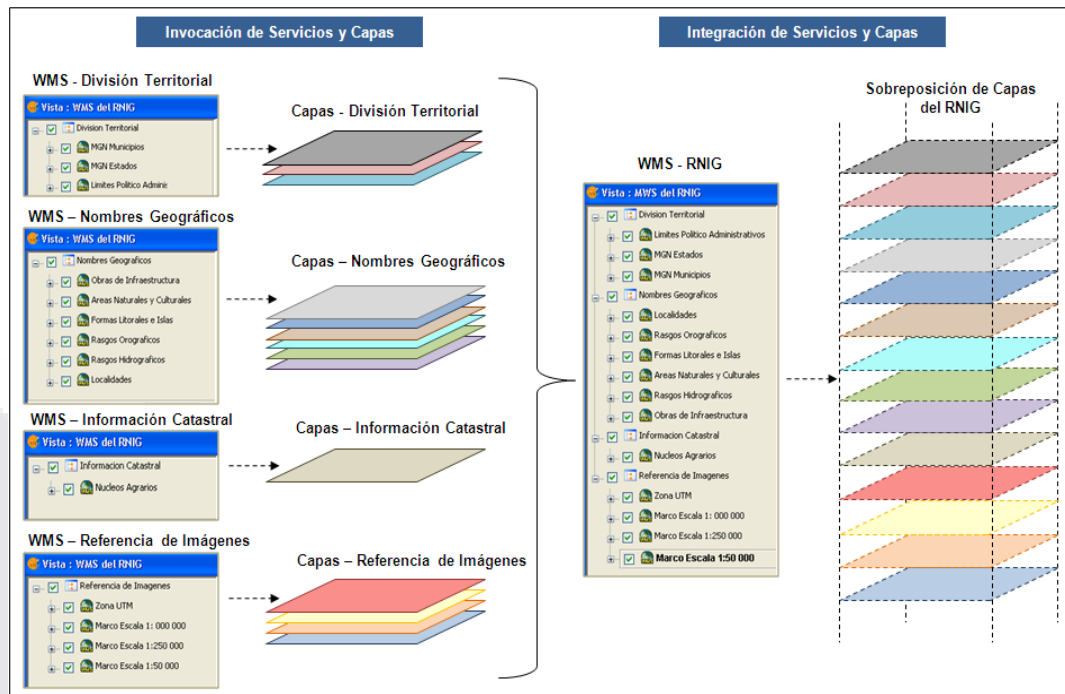 Invocación de Servicios y Capas
Integración de Servicios y Capas
WMS - División Territorial
Vista : WMS del RNIG
Division Territorial
MGN Municipios
MGN Estados
Limites Politico Adminis
Capas - División Territorial
WMS – Nombres Geográficos
Vista : WMS del RNIG
Nombres Geograficos
Obras de Infraestructura
Areas Naturales y Culturales
Formas Litorales e Islas
Rasgos Orograficos
Rasgos Hidrograficos
Localidades
Capas – Nombres Geográficos
WMS – Información Catastral
Vista : WMS del RNIG
Informacion Catastral
Nucleos Agrarios
Capas – Información Catastral
WMS – Referencia de Imágenes
Vista : WMS del RNIG
Referencia de Imagenes
Zona UTM
Marco Escala 1: 000 000
Marco Escala 1:250 000
Marco Escala 1:50 000
Capas – Referencia de Imágenes
WMS - RNIG
Vista : MWS del RNIG
Division Territorial
Limites Politico Administrativos
MGN Estados
MGN Municipios
Nombres Geograficos
Localidades
Rasgos Orograficos
Formas Litorales e Islas
Areas Naturales y Culturales
Rasgos Hidrograficos
Obras de Infraestructura
Informacion Catastral
Nucleos Agrarios
Referencia de Imagenes
Zona UTM
Marco Escala 1: 000 000
Marco Escala 1:250 000
Marco Escala 1:50 000
Sobreposición de Capas
del RNIG